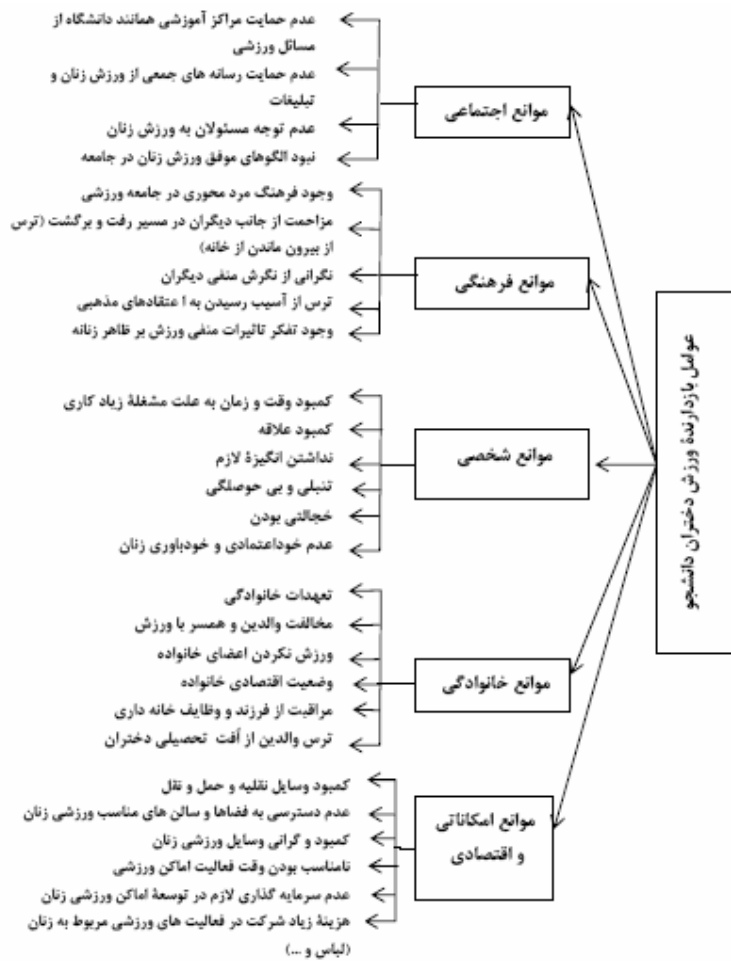 عوامل بازدارندۀ ورزش دختران دانشجو
موانع اجتماعی
عدم حمایت مراکز آموزشی همانند دانشگاه از
مسائل ورزشی
عدم حمایت رسانه های جمعی از ورزش زنان و
تبلیغات
عدم توجه مسئولان به ورزش زنان
نبود الگوهای موفق ورزش زنان در جامعه
موانع فرهنگی
وجود فرهنگ مرد محوری در جامعه ورزشی
مزاحمت از جانب دیگران در مسیر رفت و برگشت (ترس
از بیرون ماندن از خانه)
نگرانی از نگرش منفی دیگران
ترس از آسیب رسیدن به ا عتقادهای مذهبی
وجود تفکر تاثیرات منفی ورزش بر ظاهر زنانه
موانع شخصی
کمبود وقت و زمان به علت مشغلۀ زیاد کاری
کمبود علاقه
نداشتن انگیزۀ لازم
تنبلی و بی حوصلگی
خجالتی بودن
عدم خوداعتمادی و خودباوری زنان
موانع خانوادگی
تعهدات خانوادگی
مخالفت والدین و همسر با ورزش
ورزش نکردن اعضای خانواده
وضعیت اقتصادی خانواده
مراقبت از فرزند و وظایف خانه داری
ترس والدین از اُفت تحصیلی دختران
موانع امکاناتی
و اقتصادی
کمبود وسایل نقلیه و حمل و نقل
عدم دسترسی به فضاها و سالن های مناسب ورزشی زنان
کمبود و گرانی وسایل ورزشی زنان
نامناسب بودن وقت فعالیت اماکن ورزشی
عدم سرمایه گذاری لازم در توسعۀ اماکن ورزشی زنان
هزینۀ زیاد شرکت در فعالیت های ورزشی مربوط به زنان
(لباس و ...)